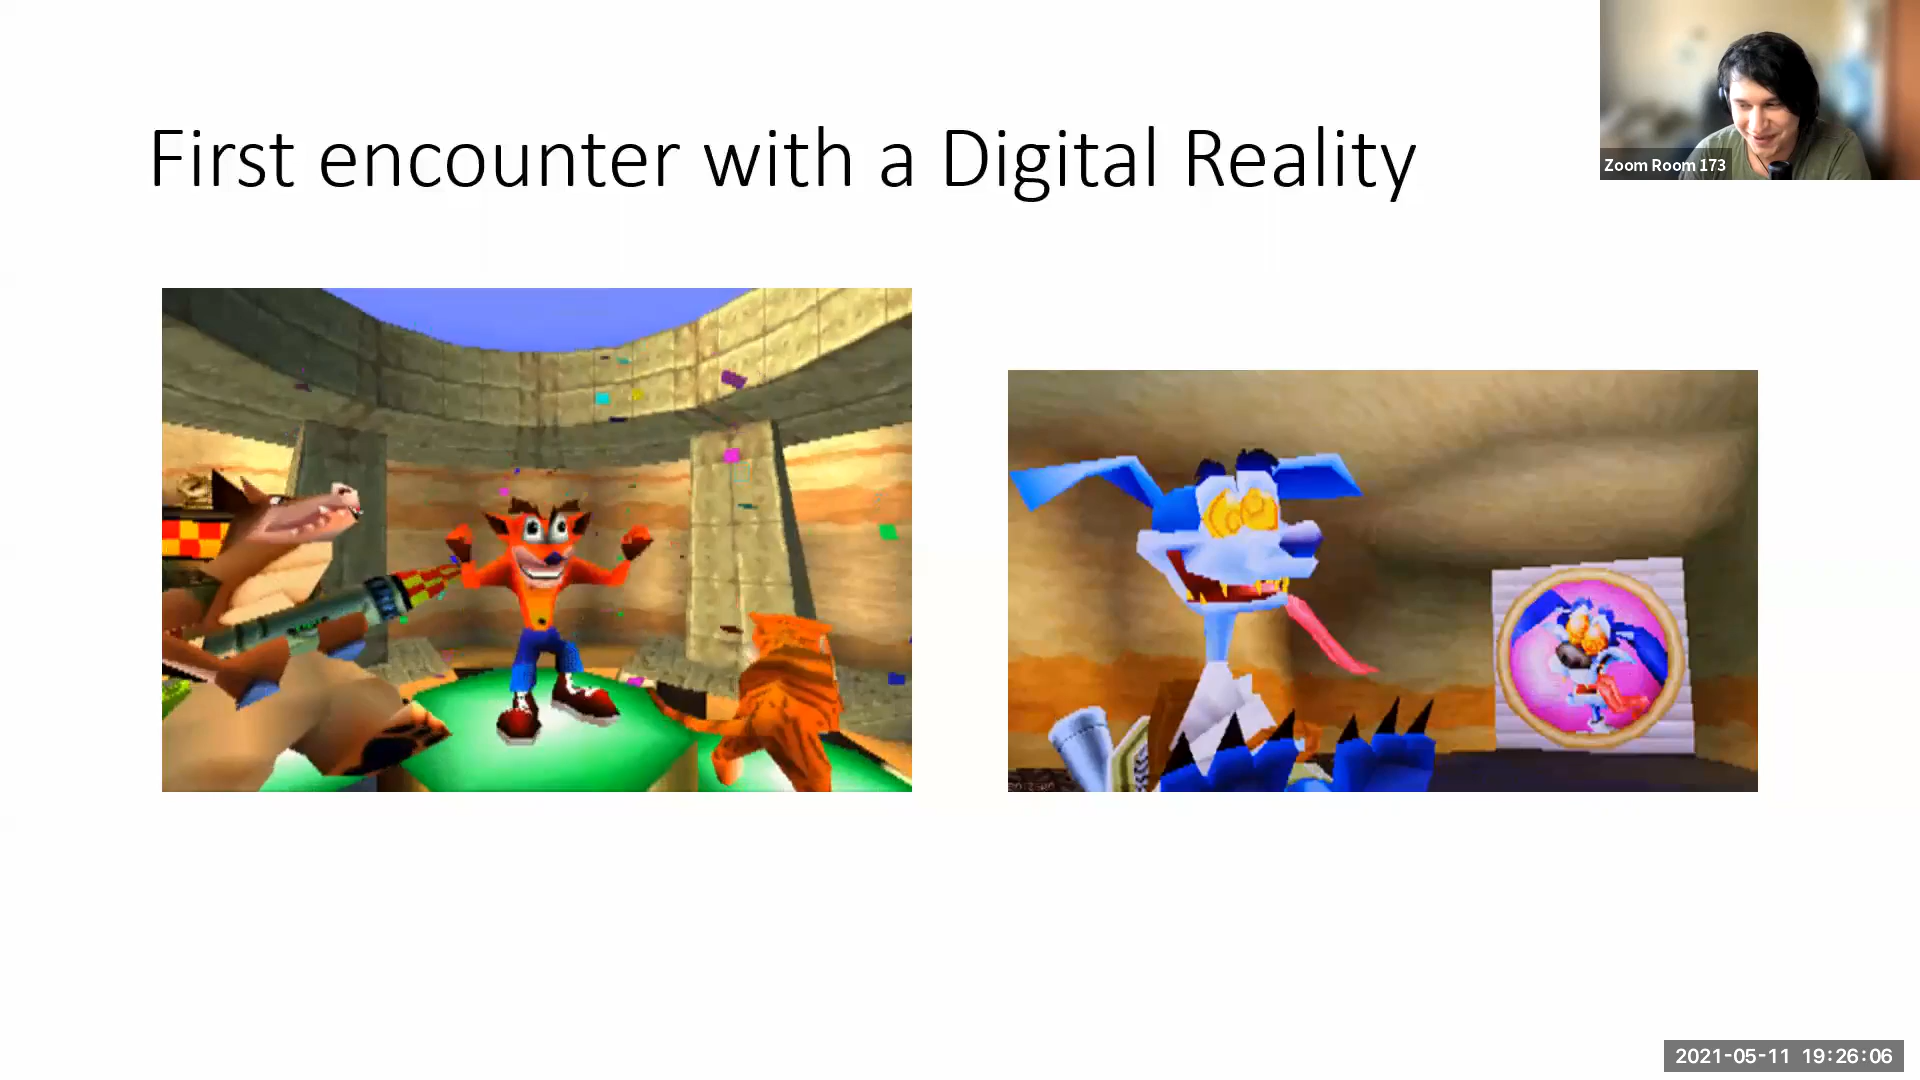 First encounter with a Digital Reality
Zoom Room 173
2021-05-11 19:26:06